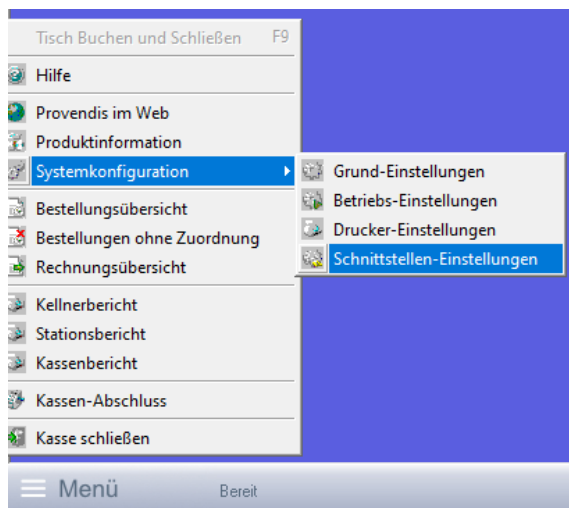 Tisch Buchen und Schließen F9
Hilfe
Provendis im Web
Produktinformation
Systemkonfiguration
Grund-Einstellungen
Betriebs-Einstellungen
Drucker-Einstellungen
Schnittstellen-Einstellungen
Bestellungsübersicht
Bestellungen ohne Zuordnung
Rechnungsübersicht
Kellnerbericht
Stationsbericht
Kassenbericht
Kassen-Abschluss
Kasse schließen
Menü Bereit